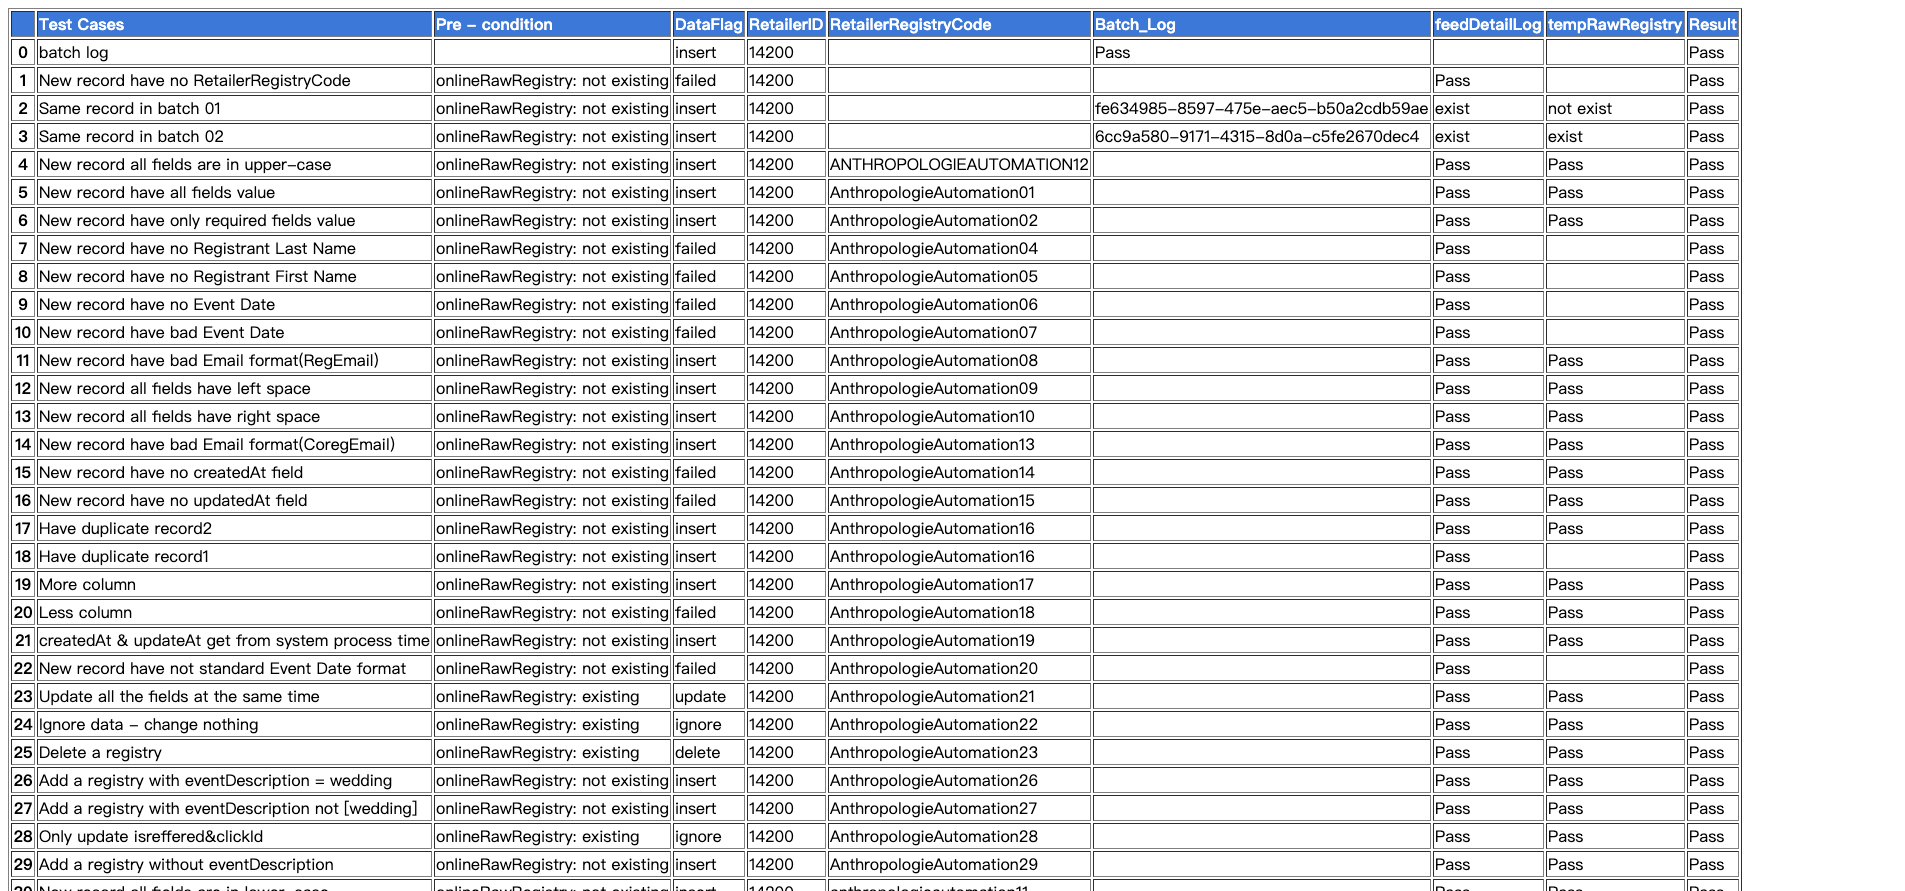 Test Cases Pre - condition DataFlag RetailerID RetailerRegistryCode Batch_Log feedDetailLog tempRawRegistry Result
0 batch log insert 14200 Pass Pass
1 New record have no RetailerRegistryCode onlineRawRegistry: not existing failed 14200 Pass Pass
2 Same record in batch 01 onlineRawRegistry: not existing insert 14200 fe634985-8597-475e-aec5-b50a2cdb59ae exist not exist Pass
3 Same record in batch 02 onlineRawRegistry: not existing insert 14200 6cc9a580-9171-4315-8d0a-c5fe2670dec4 exist exist Pass
4 New record all fields are in upper-case onlineRawRegistry: not existing insert 14200 ANTHROPOLOGIEAUTOMATION12 Pass Pass Pass
5 New record have all fields value onlineRawRegistry: not existing insert 14200 AnthropologieAutomation01 Pass Pass Pass
6 New record have only required fields value onlineRawRegistry: not existing insert 14200 AnthropologieAutomation02 Pass Pass Pass
7 New record have no Registrant Last Name onlineRawRegistry: not existing failed 14200 AnthropologieAutomation04 Pass Pass
8 New record have no Registrant First Name onlineRawRegistry: not existing failed 14200 AnthropologieAutomation05 Pass Pass
9 New record have no Event Date onlineRawRegistry: not existing failed 14200 AnthropologieAutomation06 Pass Pass
10 New record have bad Event Date onlineRawRegistry: not existing failed 14200 AnthropologieAutomation07 Pass Pass
11 New record have bad Email format(RegEmail) onlineRawRegistry: not existing insert 14200 AnthropologieAutomation08 Pass Pass Pass
12 New record all fields have left space onlineRawRegistry: not existing insert 14200 AnthropologieAutomation09 Pass Pass Pass
13 New record all fields have right space onlineRawRegistry: not existing insert 14200 AnthropologieAutomation10 Pass Pass Pass
14 New record have bad Email format(CoregEmail) onlineRawRegistry: not existing insert 14200 AnthropologieAutomation13 Pass Pass Pass
15 New record have no createdAt field onlineRawRegistry: not existing failed 14200 AnthropologieAutomation14 Pass Pass Pass
16 New record have no updatedAt field onlineRawRegistry: not existing failed 14200 AnthropologieAutomation15 Pass Pass Pass
17 Have duplicate record2 onlineRawRegistry: not existing insert 14200 AnthropologieAutomation16 Pass Pass Pass
18 Have duplicate record1 onlineRawRegistry: not existing insert 14200 AnthropologieAutomation16 Pass Pass
19 More column onlineRawRegistry: not existing insert 14200 AnthropologieAutomation17 Pass Pass Pass
20 Less column onlineRawRegistry: not existing failed 14200 AnthropologieAutomation18 Pass Pass Pass
21 createdAt & updateAt get from system process time onlineRawRegistry: not existing insert 14200 AnthropologieAutomation19 Pass Pass Pass
22 New record have not standard Event Date format onlineRawRegistry: not existing failed 14200 AnthropologieAutomation20 Pass Pass
23 Update all the fields at the same time onlineRawRegistry: existing update 14200 AnthropologieAutomation21 Pass Pass Pass
24 Ignore data - change nothing onlineRawRegistry: existing ignore 14200 AnthropologieAutomation22 Pass Pass Pass
25 Delete a registry onlineRawRegistry: existing delete 14200 AnthropologieAutomation23 Pass Pass Pass
26 Add a registry with eventDescription = wedding onlineRawRegistry: not existing insert 14200 AnthropologieAutomation26 Pass Pass Pass
27 Add a registry with eventDescription not [wedding] onlineRawRegistry: not existing insert 14200 AnthropologieAutomation27 Pass Pass Pass
28 Only update isreffered&clickId onlineRawRegistry: existing ignore 14200 AnthropologieAutomation28 Pass Pass Pass
29 Add a registry without eventDescription onlineRawRegistry: not existing insert 14200 AnthropologieAutomation29 Pass Pass Pass